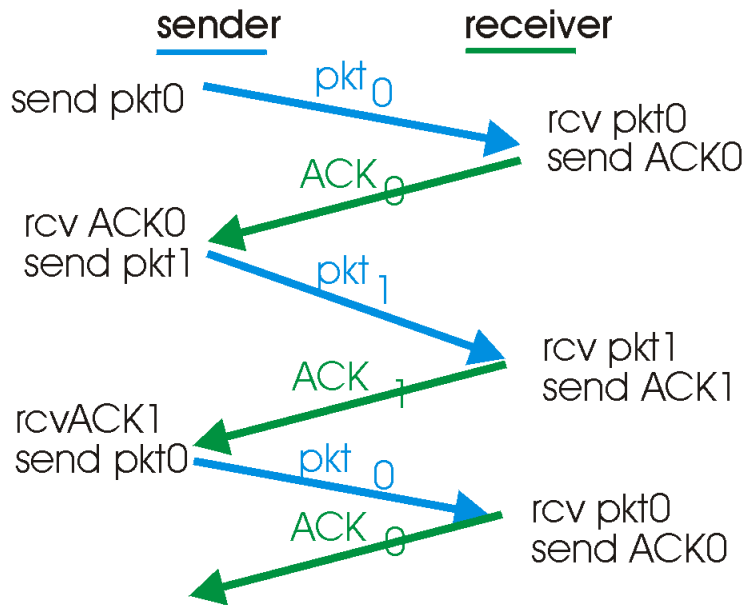 sender
receiver
send pkt0
pkt 0
rcv pkt0
send ACK0
ACK 0
rcv ACK0
send pkt1
pkt 1
rcv pkt1
send ACK1
ACK 1
rcvACK1
send pkt0
pkt 0
rcv pkt0
send ACK0
ACK 0